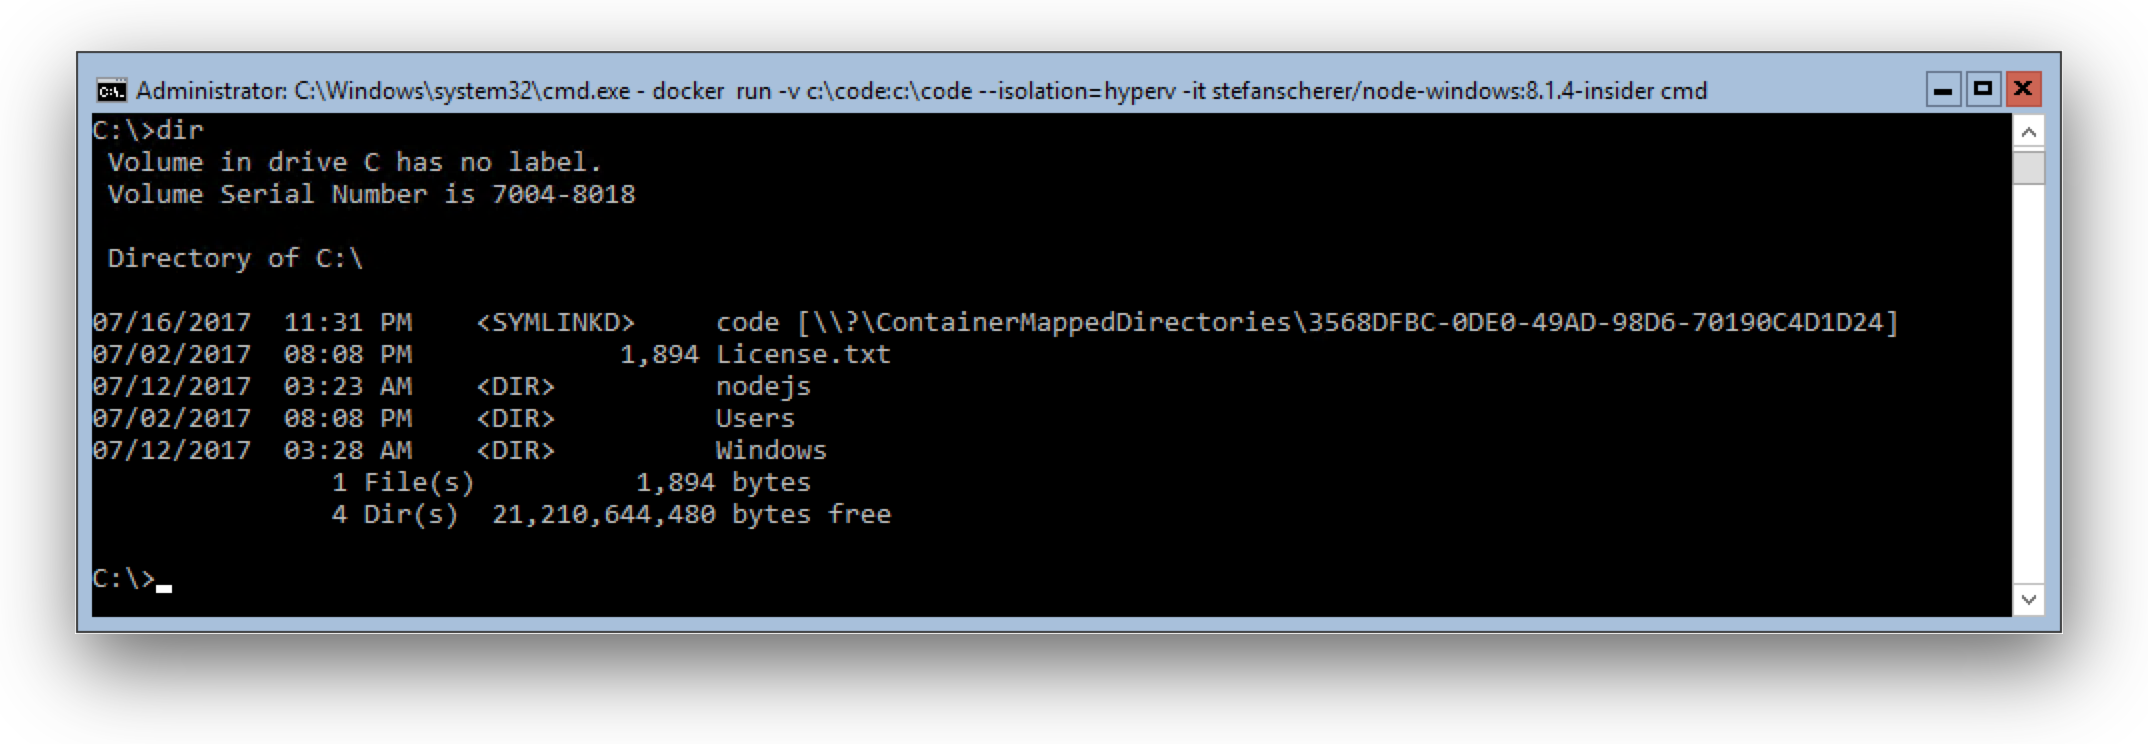 Administrator: C:\Windows\system32\cmd.exe - docker  run -v c:\code:c:\code --isolation=hyperv -it stefanscherer/node-windows:8.1.4-insider cmd
C:\>dir
 Volume in drive C has no label.
 Volume Serial Number is 7004-8018
 Directory of C:\
07/16/2017  11:31 PM    <SYMLINKD>     code [\\?\ContainerMappedDirectories\3568DFBC-0DE0-49AD-98D6-70190C4D1D24]
07/02/2017  08:08 PM             1,894 License.txt
07/12/2017  03:23 AM    <DIR>          nodejs
07/02/2017  08:08 PM    <DIR>          Users
07/12/2017  03:28 AM    <DIR>          Windows
               1 File(s)          1,894 bytes
               4 Dir(s)  21,210,644,480 bytes free
C:\>